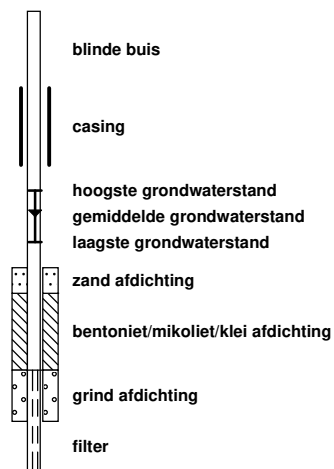 blinde buis
casing
hoogste grondwaterstand
gemiddelde grondwaterstand
laagste grondwaterstand
zand afdichting
bentoniet/mikoliet/klei afdichting
grind afdichting
filter